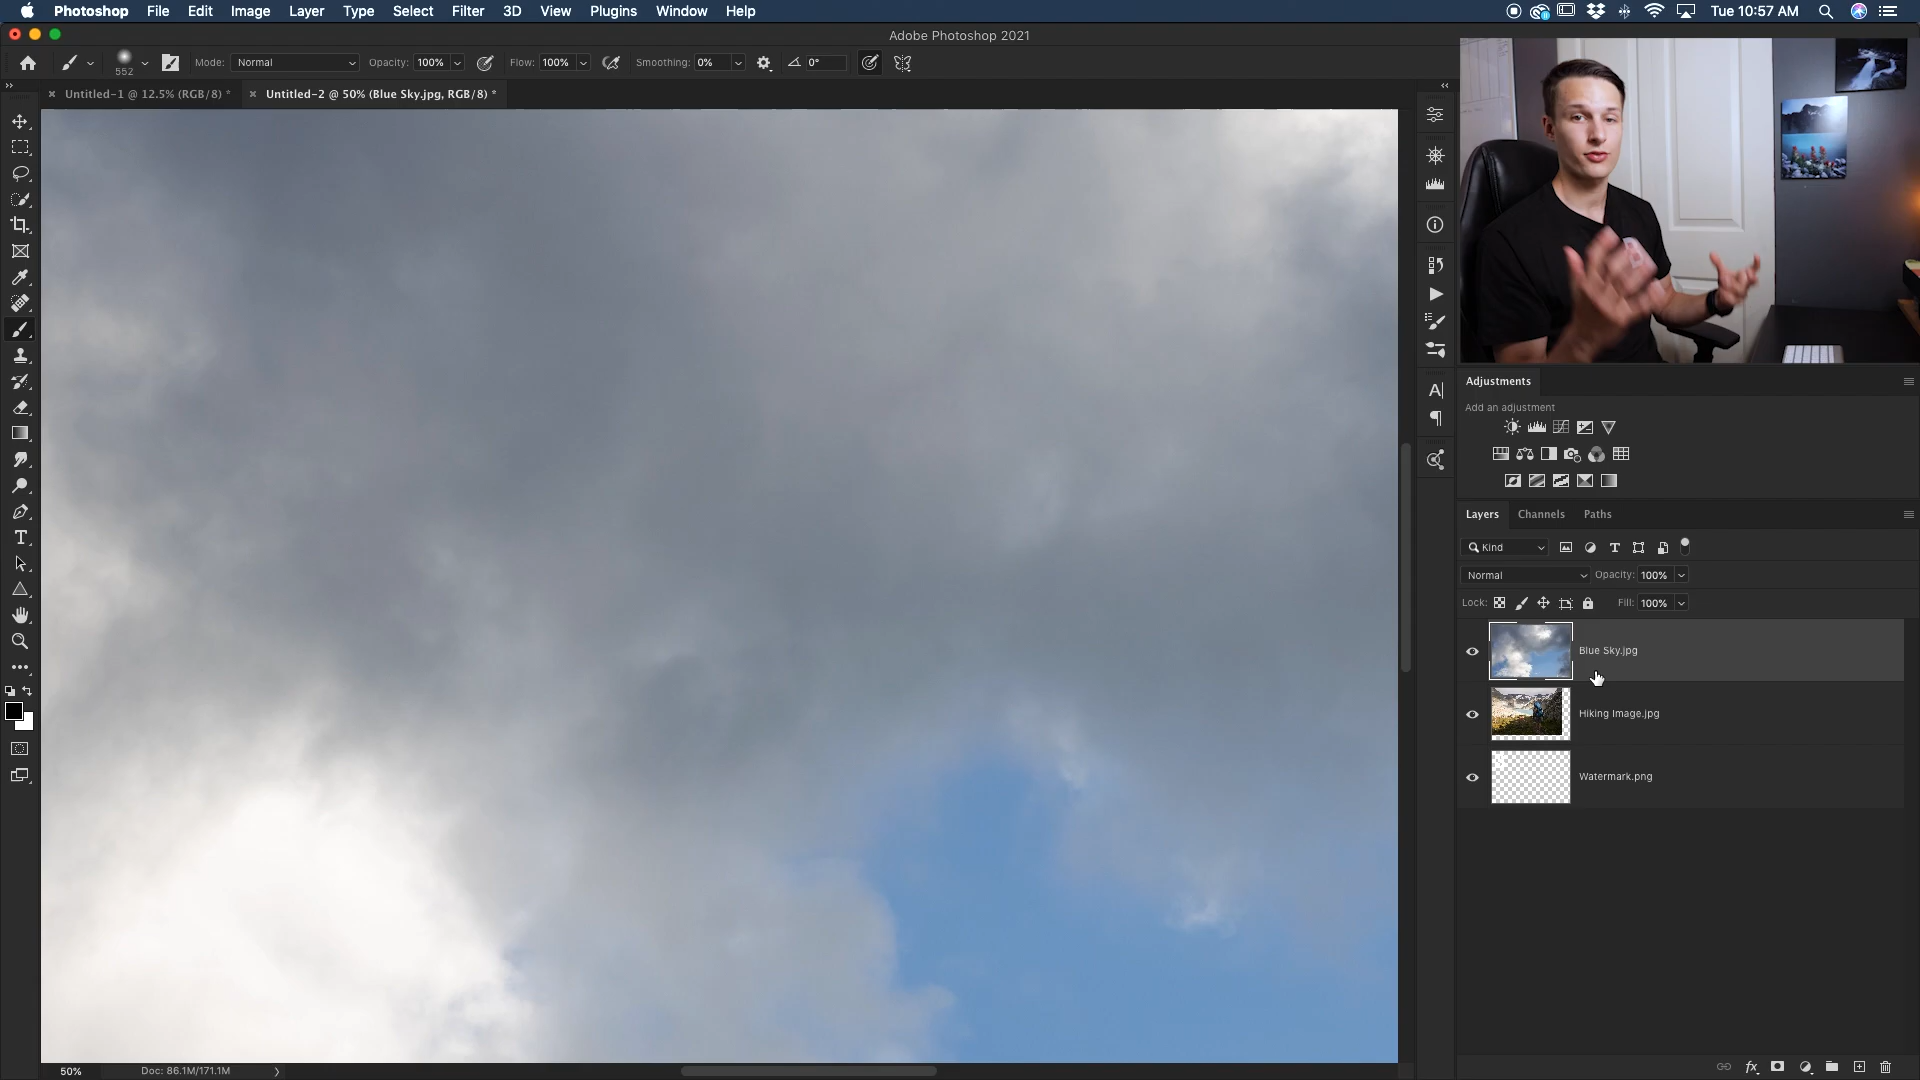 Photoshop File Edit Image Layer Type Select Filter 3D View Plugins Window Help Tue 10:57 AM
Adobe Photoshop 2021
552 Mode: Normal Opacity: 100% Flow: 100% Smoothing: 0% 0°
Untitled-1 @ 12.5% (RGB/8) * Untitled-2 @ 50% (Blue Sky.jpg, RGB/8) *
Adjustments
Add an adjustment
Layers Channels Paths
Kind
Normal Opacity: 100%
Lock: Fill: 100%
Blue Sky.jpg
Hiking Image.jpg
Watermark.png
50% Doc: 86.1M/171.1M